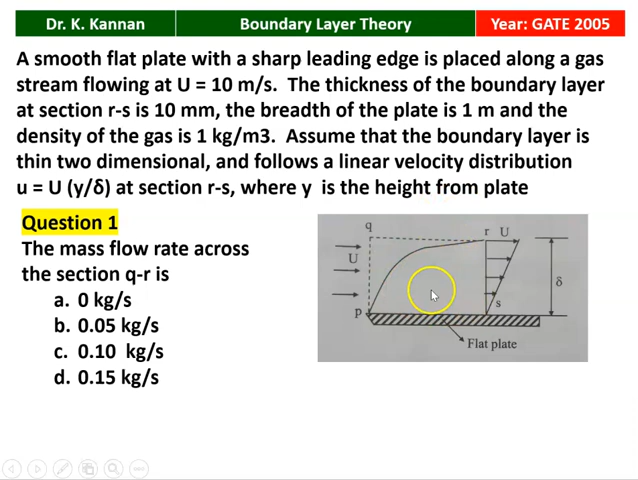 Dr. K. Kannan
Boundary Layer Theory
Year: GATE 2005
A smooth flat plate with a sharp leading edge is placed along a gas
stream flowing at U = 10 m/s. The thickness of the boundary layer
at section r-s is 10 mm, the breadth of the plate is 1 m and the
density of the gas is 1 kg/m3. Assume that the boundary layer is
thin two dimensional, and follows a linear velocity distribution
u = U (y/δ) at section r-s, where y is the height from plate
Question 1
The mass flow rate across
the section q-r is
a. 0 kg/s
b. 0.05 kg/s
c. 0.10 kg/s
d. 0.15 kg/s
q
r U
U
δ
s
p
Flat plate